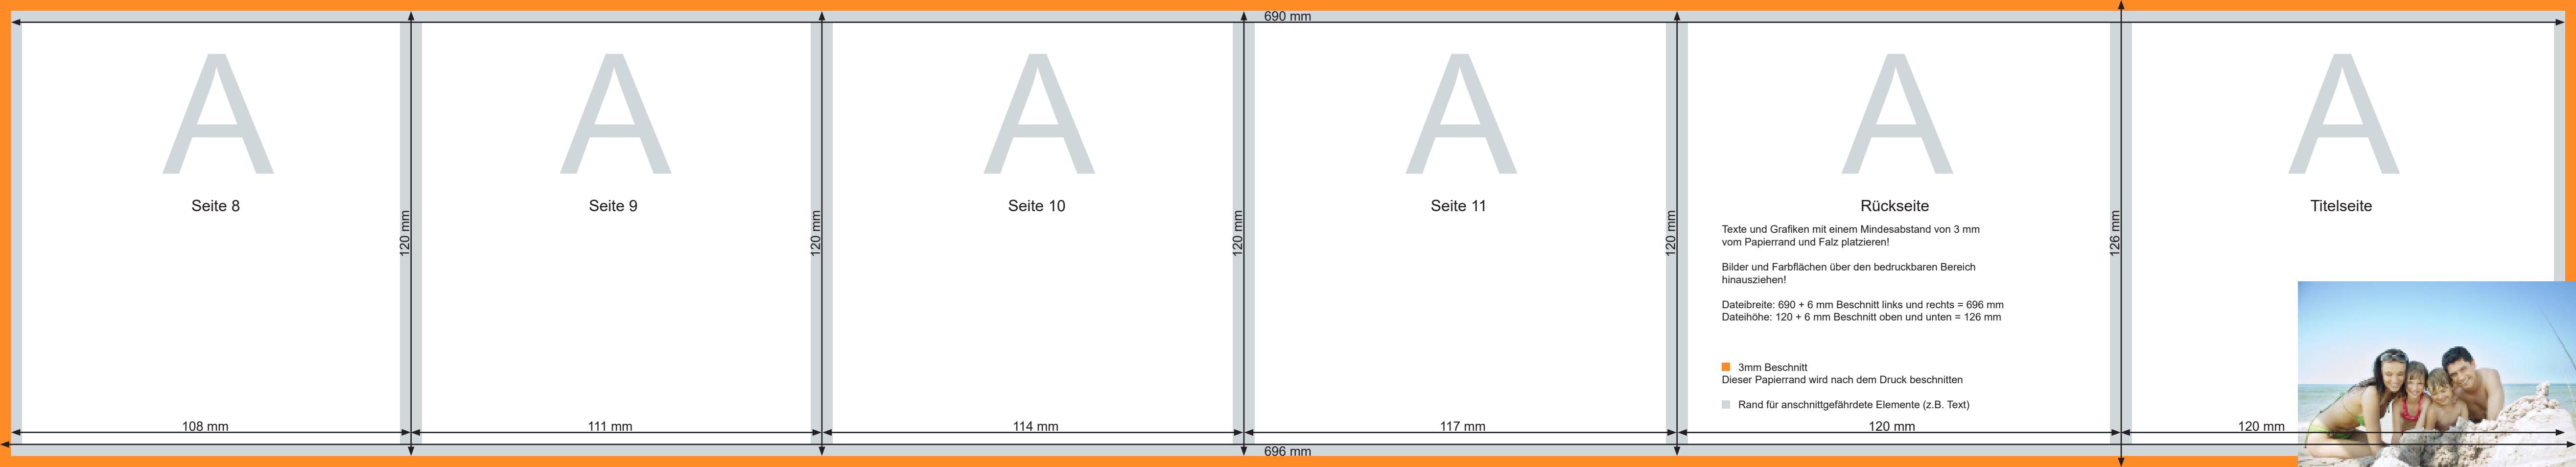 690 mm
A
A
A
A
A
A
Seite 8
Seite 9
Seite 10
Seite 11
Rückseite
Titelseite
120 mm
120 mm
120 mm
120 mm
126 mm
Texte und Grafiken mit einem Mindesabstand von 3 mm
vom Papierrand und Falz platzieren!
Bilder und Farbflächen über den bedruckbaren Bereich
hinausziehen!
Dateibreite: 690 + 6 mm Beschnitt links und rechts = 696 mm
Dateihöhe: 120 + 6 mm Beschnitt oben und unten = 126 mm
3mm Beschnitt
Dieser Papierrand wird nach dem Druck beschnitten
Rand für anschnittgefährdete Elemente (z.B. Text)
108 mm
111 mm
114 mm
117 mm
120 mm
120 mm
696 mm